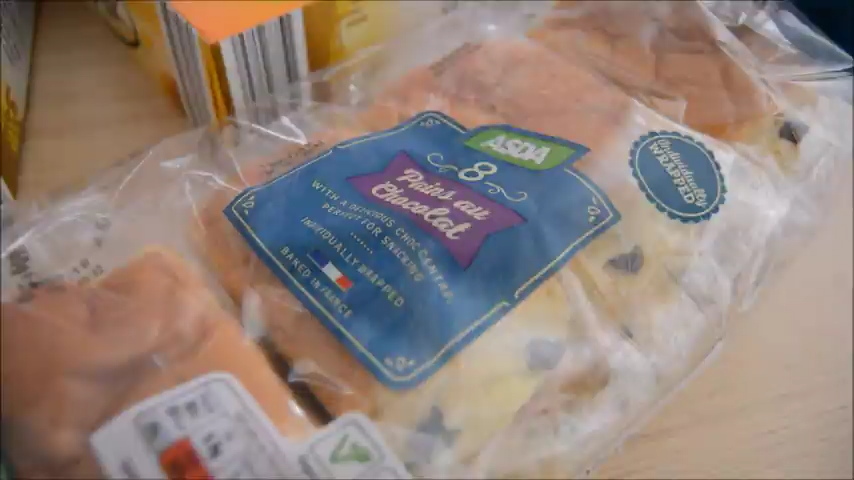 ASDA
8
Pains au
Chocolat
WITH A DELICIOUS CHOC CENTRE,
PERFECT FOR SNACKING
INDIVIDUALLY WRAPPED
BAKED IN FRANCE
Individually
WRAPPED